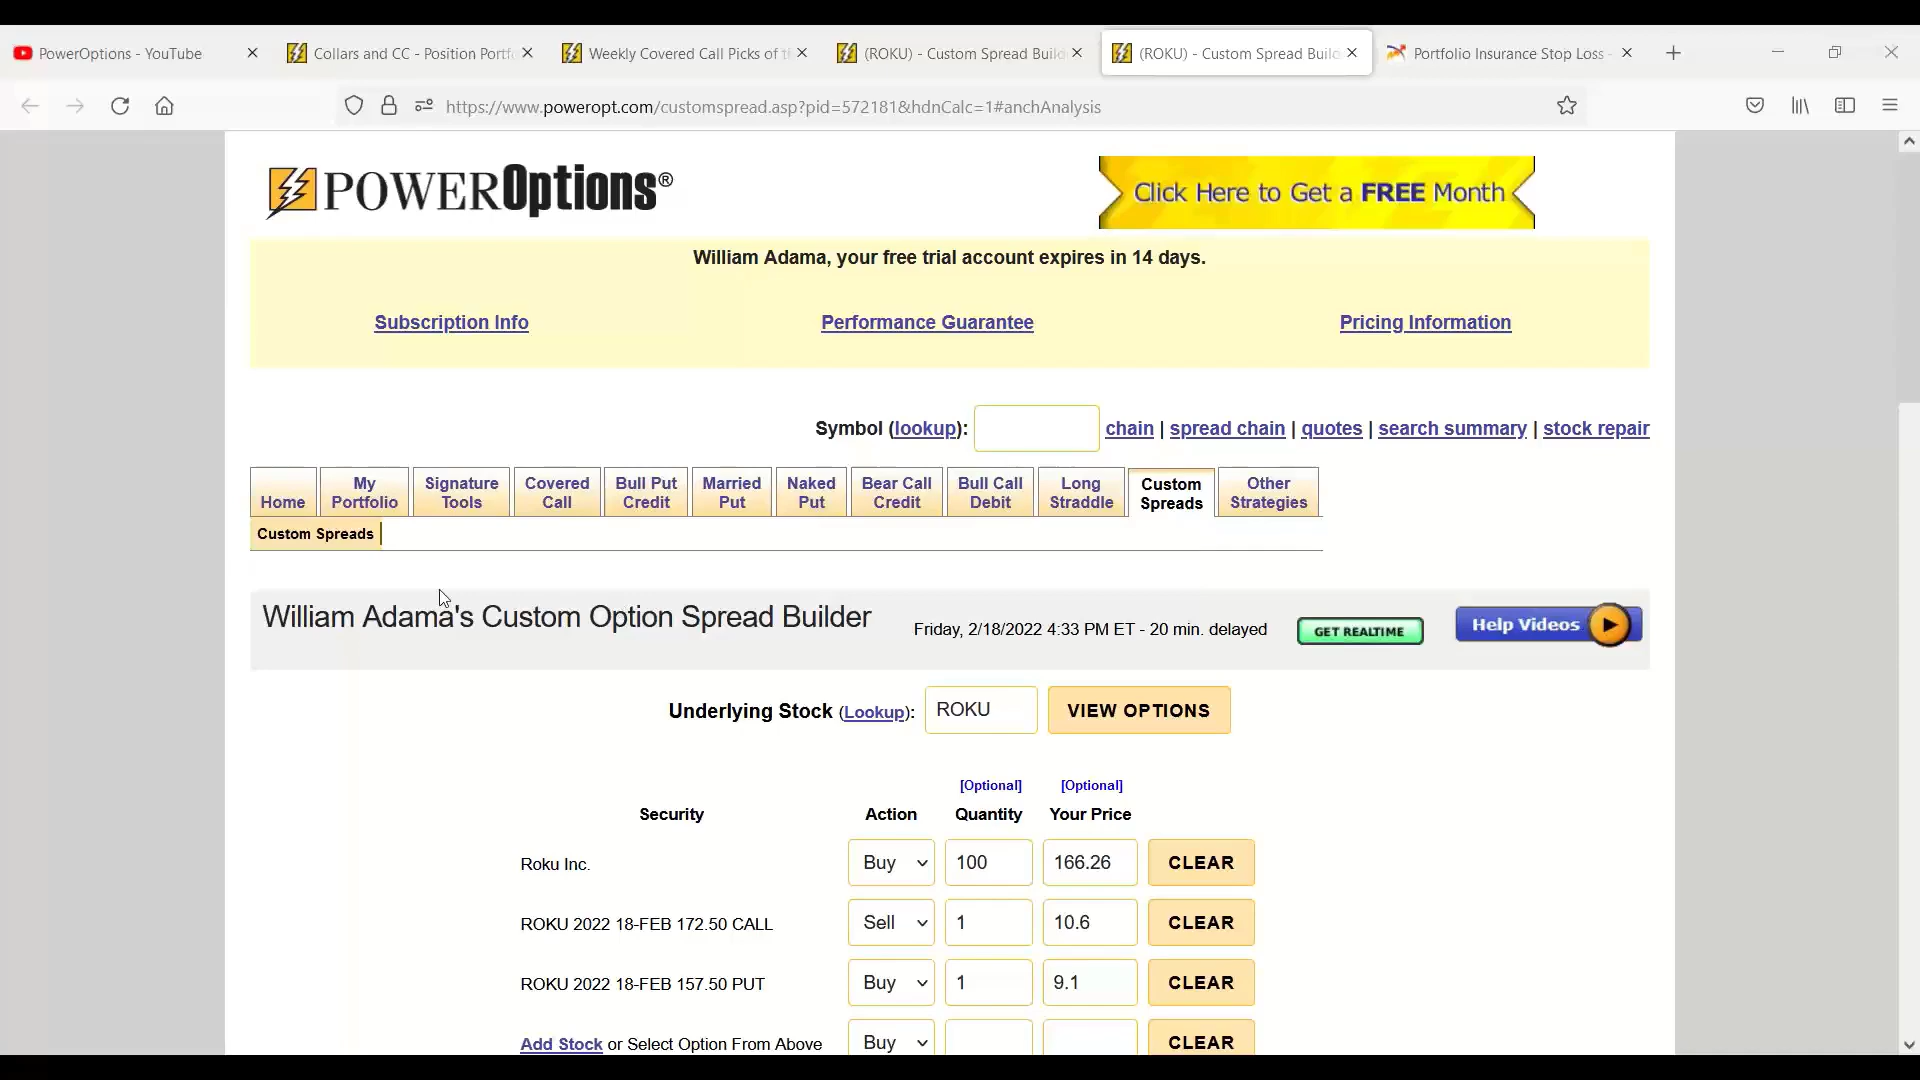 PowerOptions - YouTube
Collars and CC - Position Portfo
Weekly Covered Call Picks of th
(ROKU) - Custom Spread Build
(ROKU) - Custom Spread Build
Portfolio Insurance Stop Loss -
https://www.poweropt.com/customspread.asp?pid=572181&hdnCalc=1#anchAnalysis
POWEROptions®
Click Here to Get a FREE Month
William Adama, your free trial account expires in 14 days.
Subscription Info
Performance Guarantee
Pricing Information
Symbol (lookup): chain | spread chain | quotes | search summary | stock repair
Home
My Portfolio
Signature Tools
Covered Call
Bull Put Credit
Married Put
Naked Put
Bear Call Credit
Bull Call Debit
Long Straddle
Custom Spreads
Other Strategies
Custom Spreads
William Adama's Custom Option Spread Builder
Friday, 2/18/2022 4:33 PM ET - 20 min. delayed
GET REALTIME
Help Videos
Underlying Stock (Lookup): ROKU VIEW OPTIONS
[Optional] [Optional]
Security Action Quantity Your Price
Roku Inc. Buy 100 166.26 CLEAR
ROKU 2022 18-FEB 172.50 CALL Sell 1 10.6 CLEAR
ROKU 2022 18-FEB 157.50 PUT Buy 1 9.1 CLEAR
Add Stock or Select Option From Above Buy CLEAR